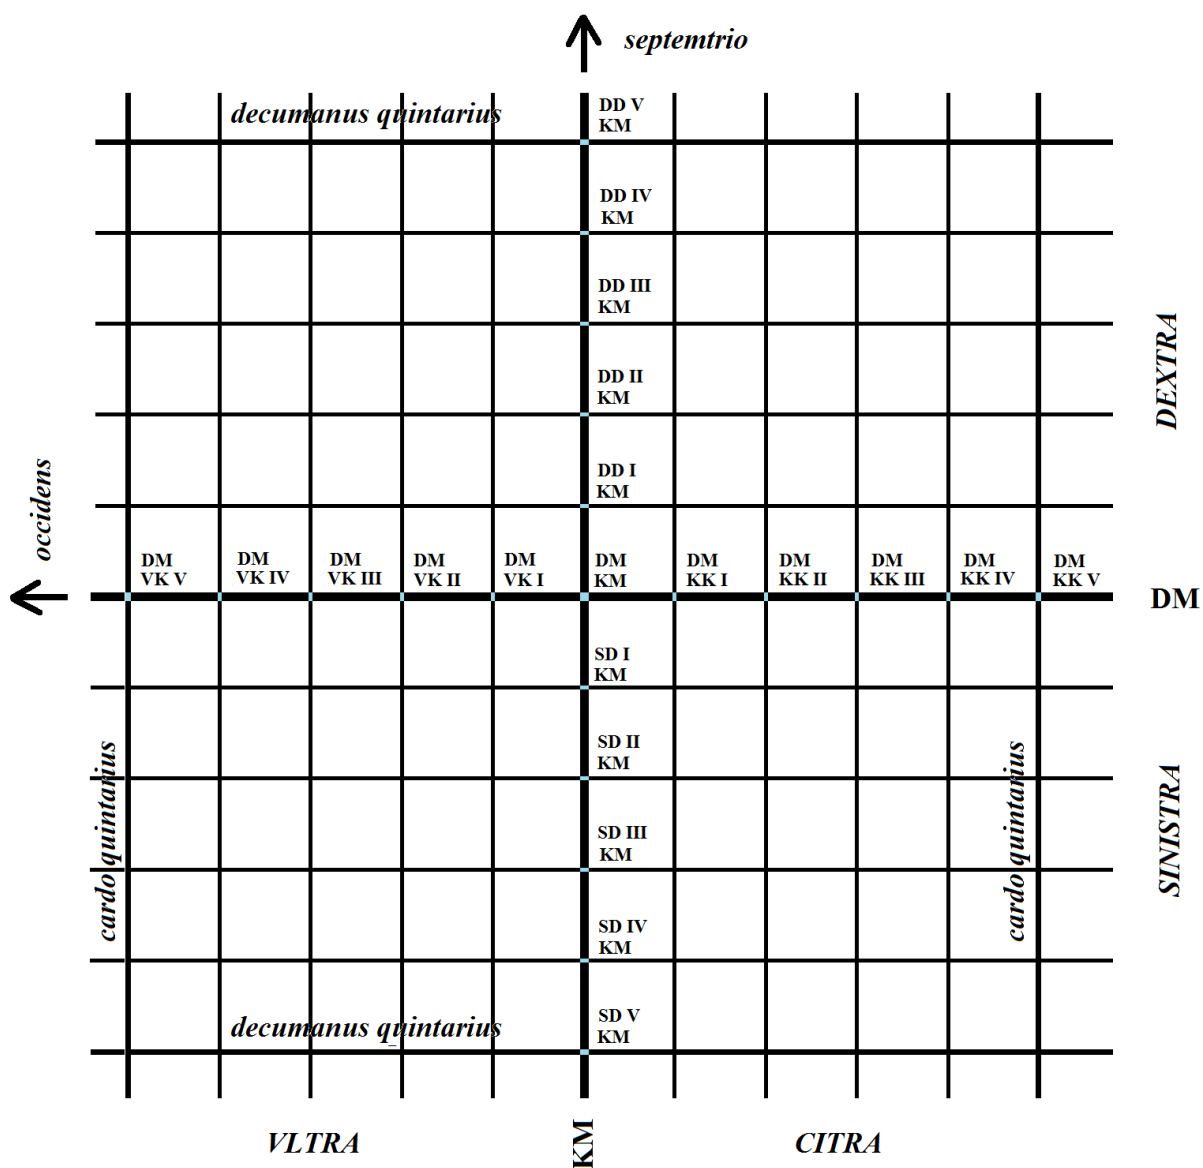 septemtrio
decumanus quintarius
DD V
KM
DD IV
KM
DD III
KM
DD II
KM
DD I
KM
DEXTRA
occidens
DM
VK V
DM
VK IV
DM
VK III
DM
VK II
DM
VK I
DM
KM
DM
KK I
DM
KK II
DM
KK III
DM
KK IV
DM
KK V
DM
SD I
KM
SD II
KM
SD III
KM
SD IV
KM
SD V
KM
cardo quintarius
cardo quintarius
SINISTRA
decumanus quintarius
VLTRA
KM
CITRA